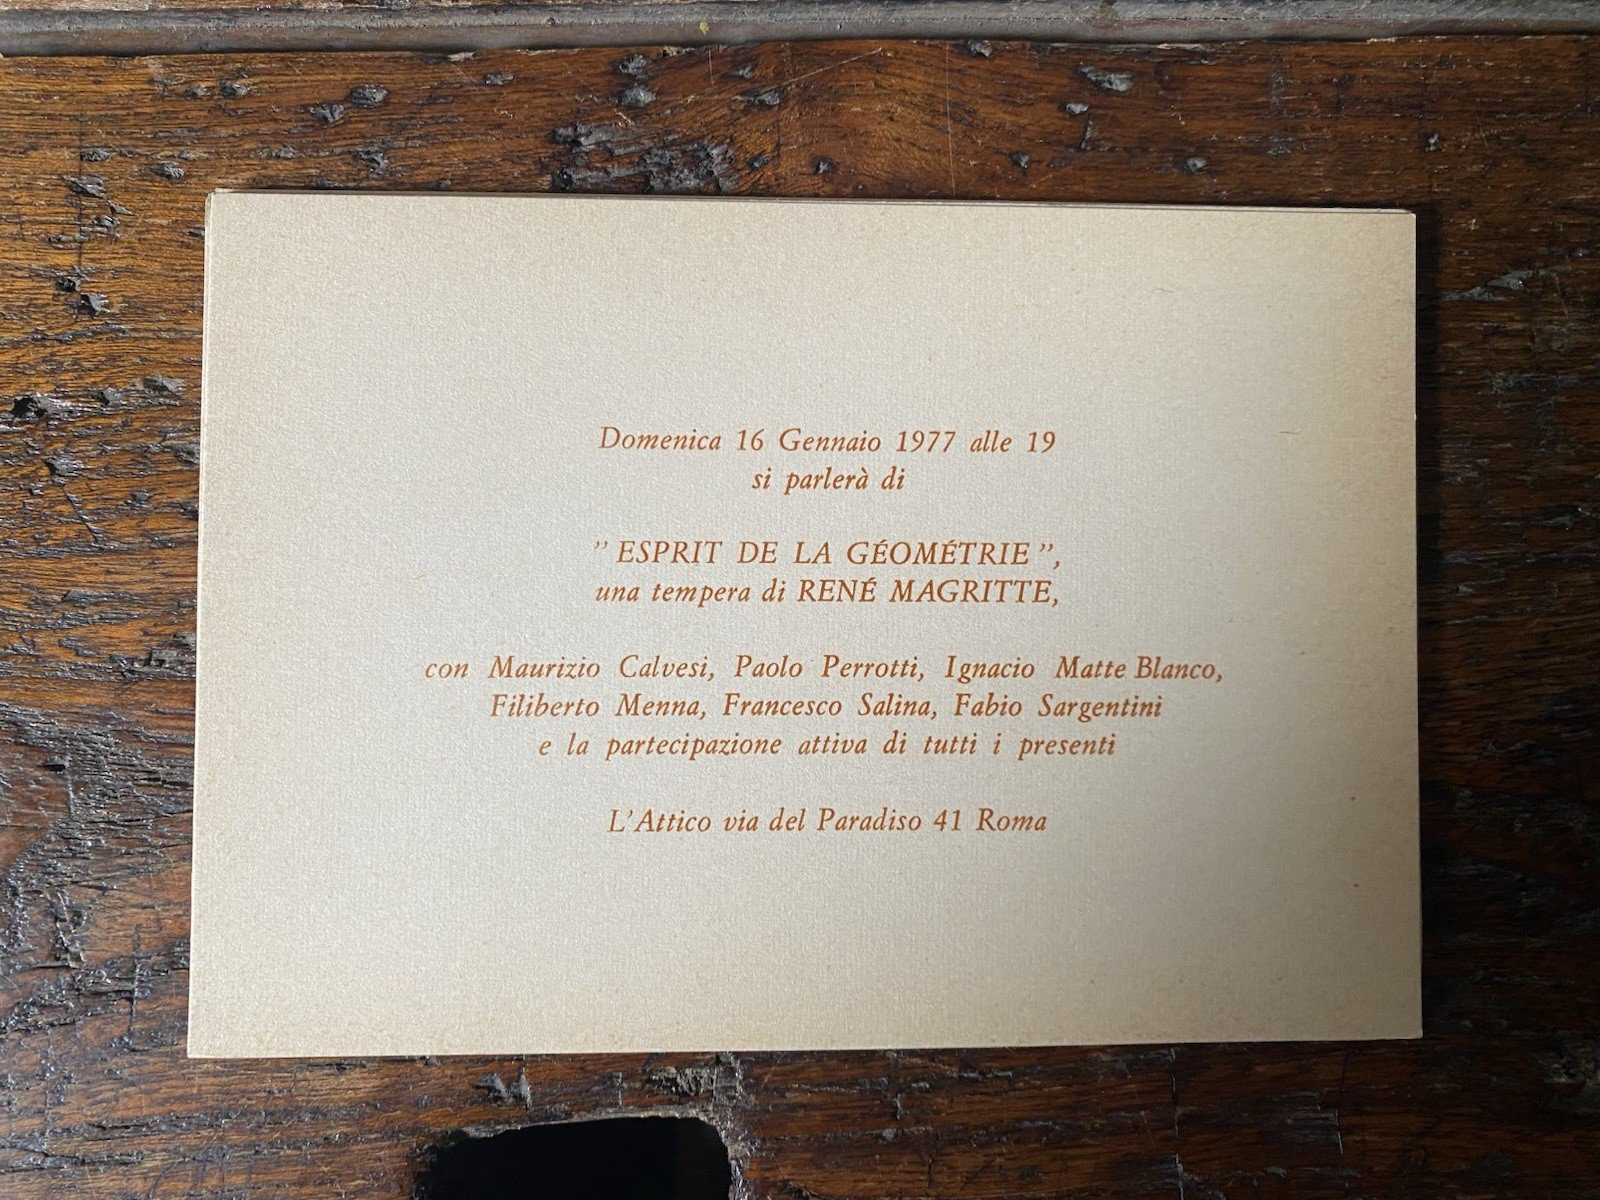 Domenica 16 Gennaio 1977 alle 19
si parlerà di
"ESPRIT DE LA GÉOMÉTRIE",
una tempera di RENÉ MAGRITTE,
con Maurizio Calvesi, Paolo Perrotti, Ignacio Matte Blanco,
Filiberto Menna, Francesco Salina, Fabio Sargentini
e la partecipazione attiva di tutti i presenti
L'Attico via del Paradiso 41 Roma